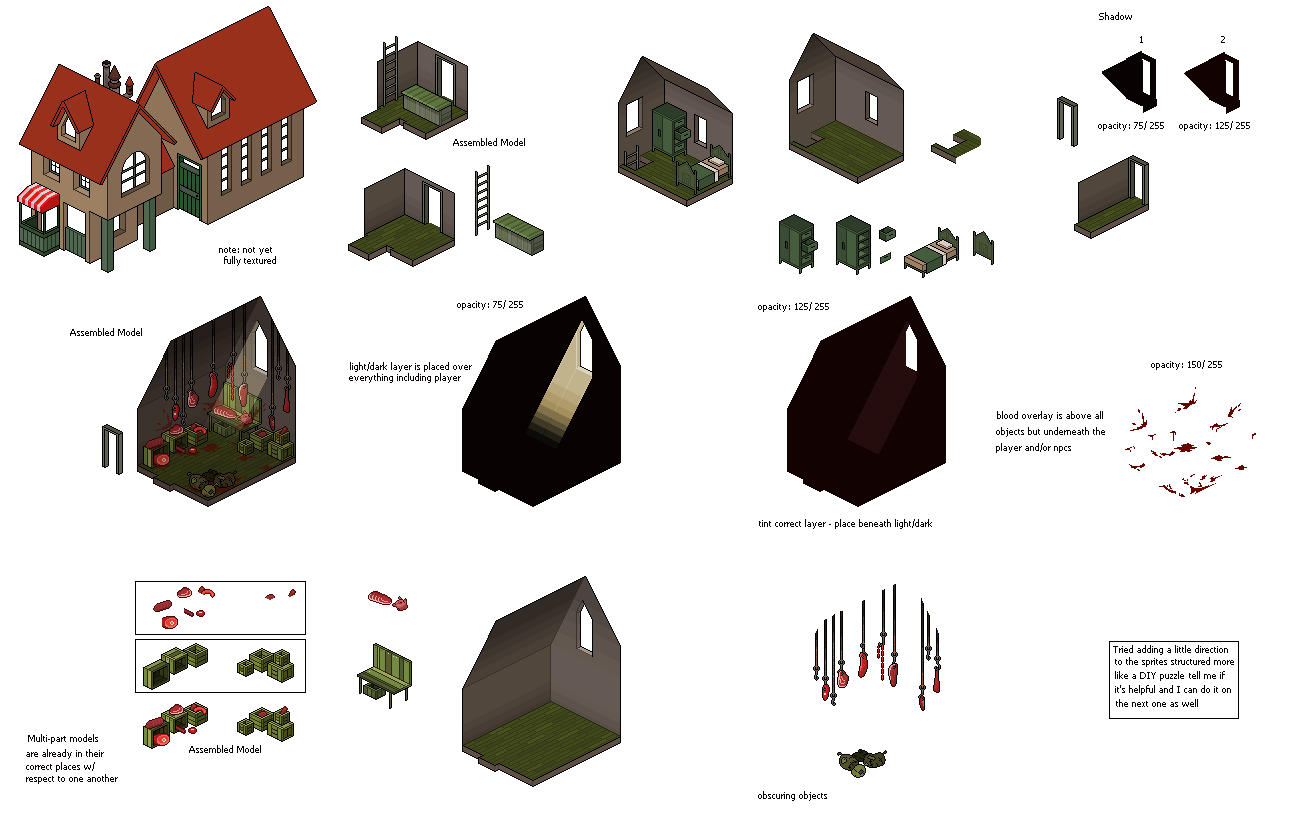 Shadow
1
2
opacity: 75/255
opacity: 125/255
Assembled Model
note: not yet
fully textured
opacity: 75/255
opacity: 125/255
Assembled Model
light/dark layer is placed over
everything including player
opacity: 150/255
blood overlay is above all
objects but underneath the
player and/or npcs
tint correct layer - place beneath light/dark
Tried adding a little direction
to the sprites structured more
like a DIY puzzle tell me if
it's helpful and I can do it on
the next one as well
Multi-part models
are already in their
correct places w/
respect to one another
Assembled Model
obscuring objects